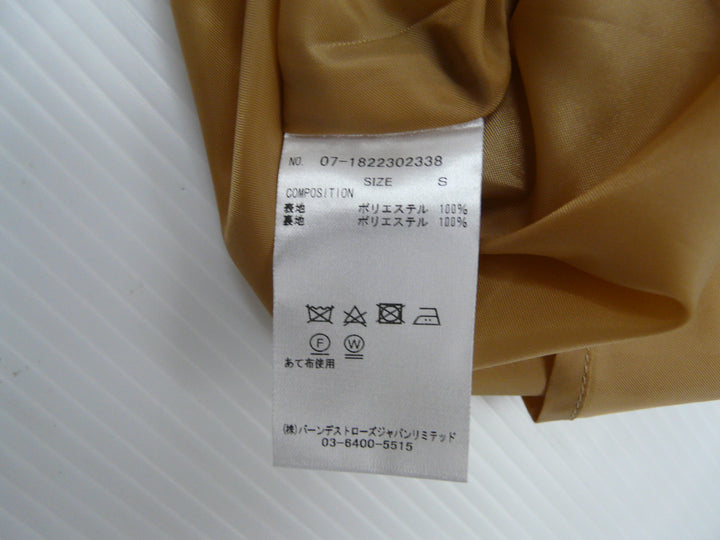 NO. 07-1822302338
SIZE S
COMPOSITION
表地 ポリエステル 100%
裏地 ポリエステル 100%
F W
あて布使用
(株)バーンデストローズジャパンリミテッド
03-6400-5515